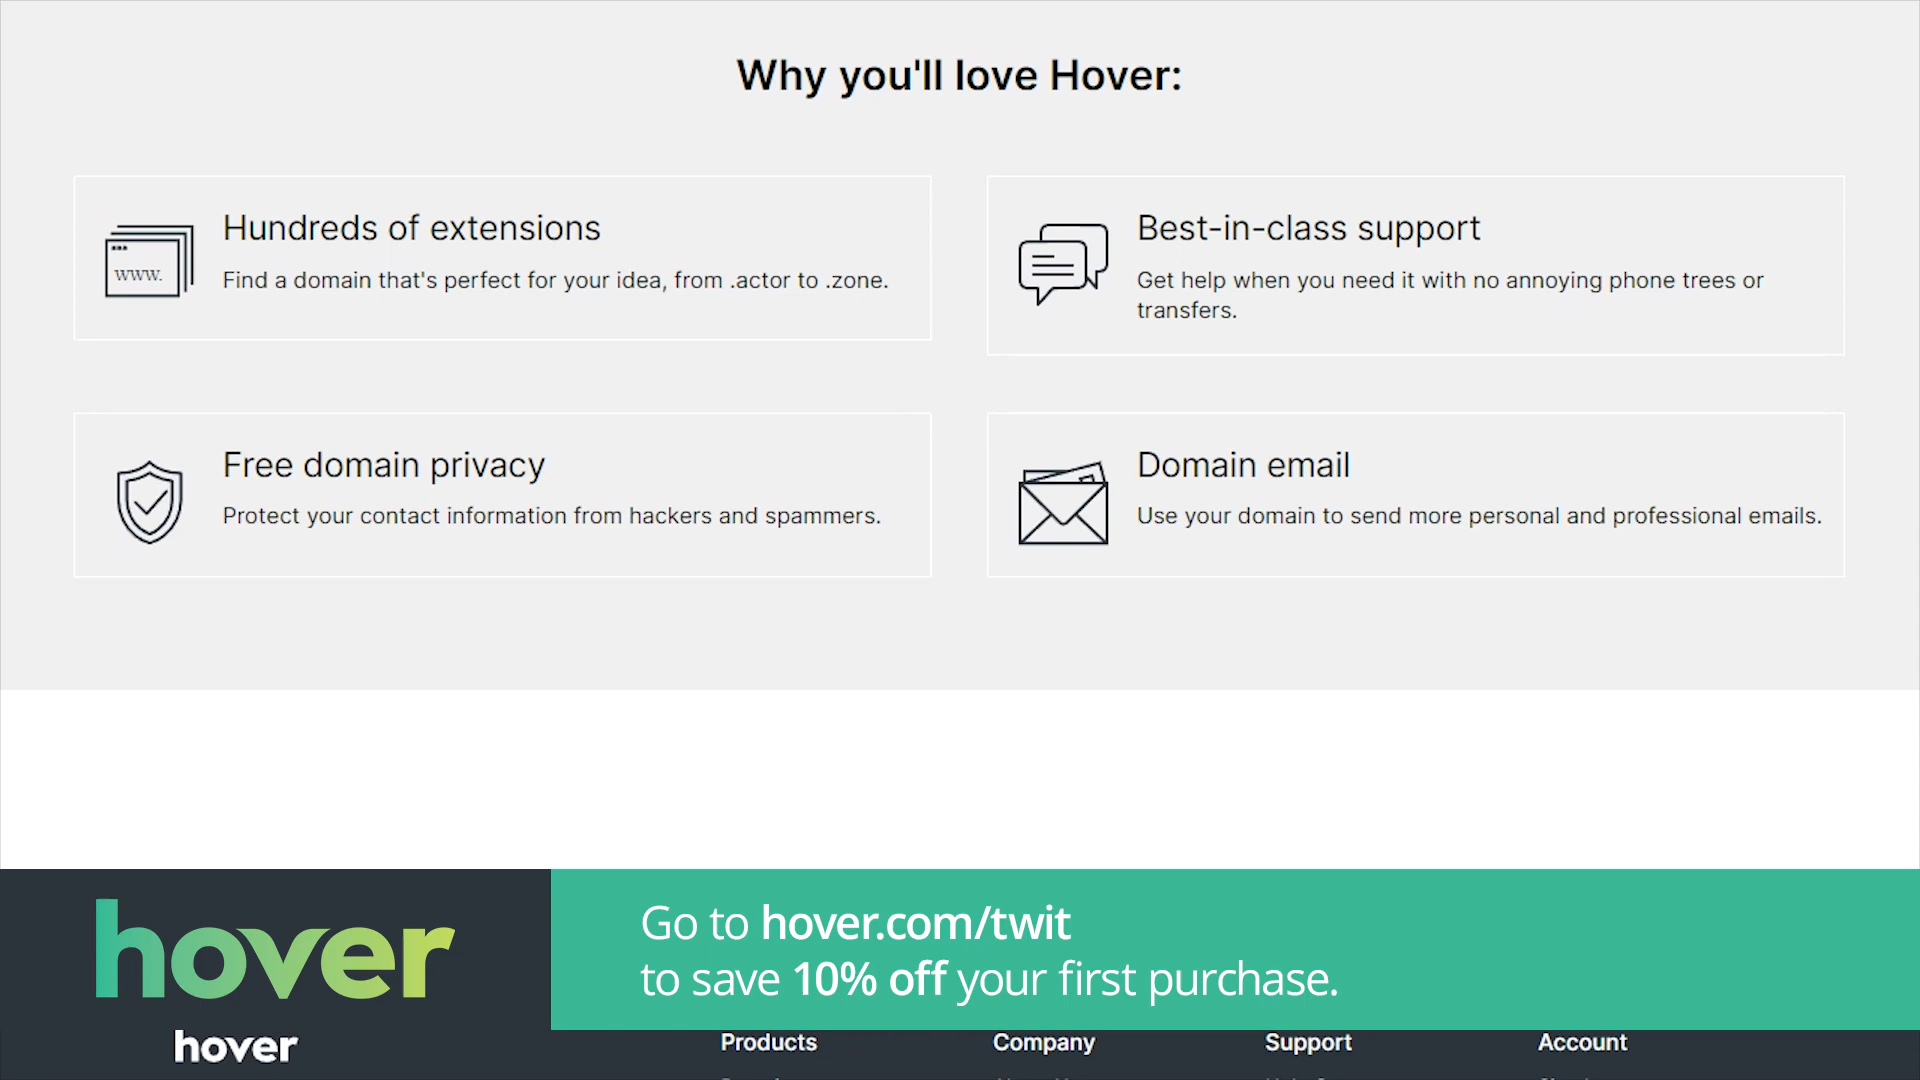 Why you'll love Hover:
Hundreds of extensions
Find a domain that's perfect for your idea, from .actor to .zone.
www.
Best-in-class support
Get help when you need it with no annoying phone trees or
transfers.
Free domain privacy
Protect your contact information from hackers and spammers.
Domain email
Use your domain to send more personal and professional emails.
hover
Go to hover.com/twit
to save 10% off your first purchase.
hover
Products
Company
Support
Account